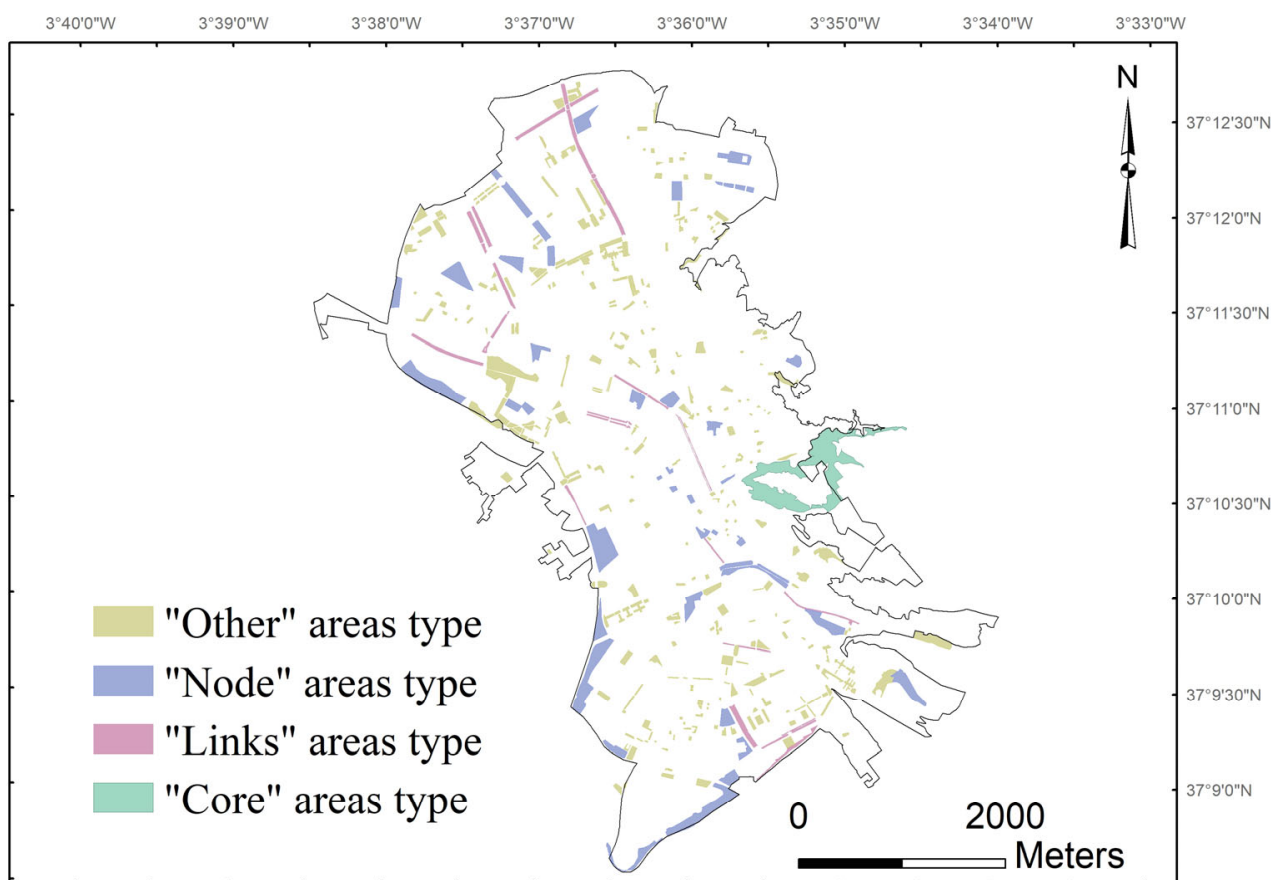 3°40'0"W 3°39'0"W 3°38'0"W 3°37'0"W 3°36'0"W 3°35'0"W 3°34'0"W 3°33'0"W
N
37°12'30"N
37°12'0"N
37°11'30"N
37°11'0"N
37°10'30"N
37°10'0"N
37°9'30"N
37°9'0"N
"Other" areas type
"Node" areas type
"Links" areas type
"Core" areas type
0 2000
Meters